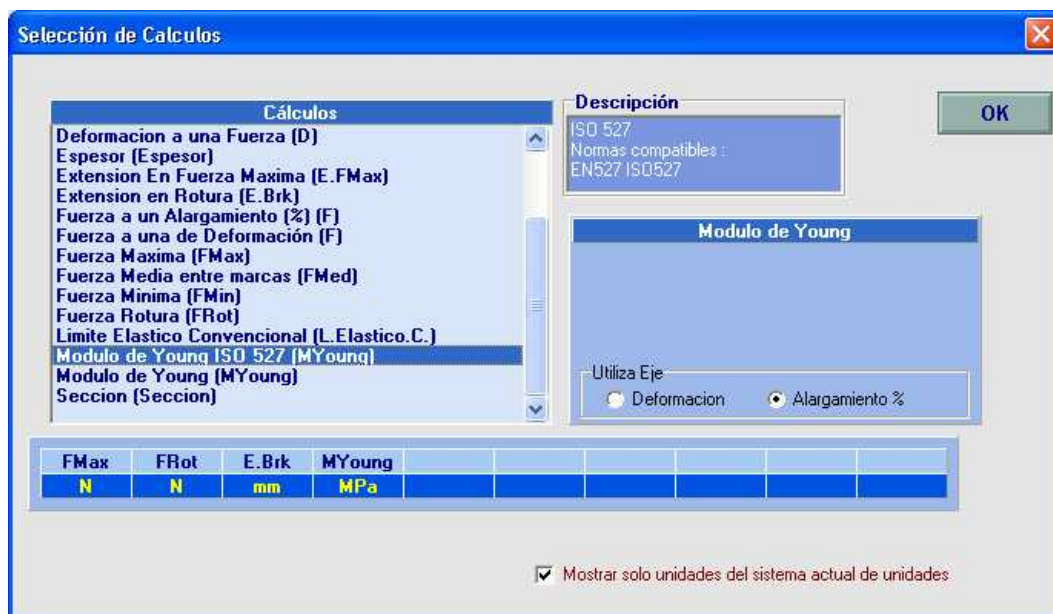 Selección de Calculos
Cálculos
Deformacion a una Fuerza (D)
Espesor (Espesor)
Extension En Fuerza Maxima (E.FMax)
Extension en Rotura (E.Brk)
Fuerza a un Alargamiento (%) (F)
Fuerza a una de Deformación (F)
Fuerza Maxima (FMax)
Fuerza Media entre marcas (FMed)
Fuerza Minima (FMin)
Fuerza Rotura (FRot)
Limite Elastico Convencional (L.Elastico.C.)
Modulo de Young ISO 527 (MYoung)
Modulo de Young (MYoung)
Seccion (Seccion)
Descripción
ISO 527
Normas compatibles :
EN527 ISO527
OK
Modulo de Young
Utiliza Eje
Deformacion Alargamiento %
FMax FRot E.Brk MYoung
N N mm MPa
Mostrar solo unidades del sistema actual de unidades